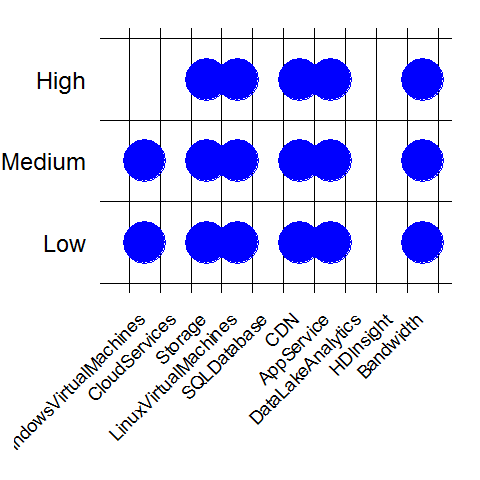 High
Medium
Low
ndowsVirtualMachines
CloudServices
Storage
LinuxVirtualMachines
SQLDatabase
CDN
AppService
DataLakeAnalytics
HDInsight
Bandwidth